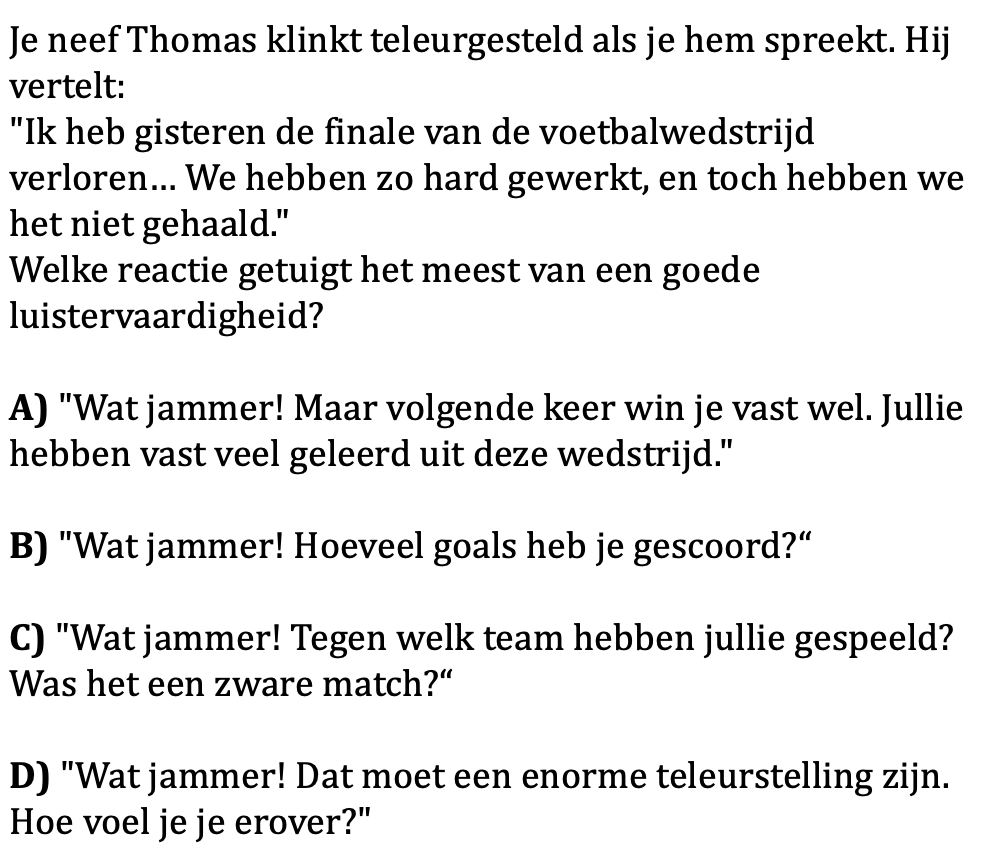 Je neef Thomas klinkt teleurgesteld als je hem spreekt. Hij
vertelt:
"Ik heb gisteren de finale van de voetbalwedstrijd
verloren... We hebben zo hard gewerkt, en toch hebben we
het niet gehaald."
Welke reactie getuigt het meest van een goede
luistervaardigheid?
A) "Wat jammer! Maar volgende keer win je vast wel. Jullie
hebben vast veel geleerd uit deze wedstrijd."
B) "Wat jammer! Hoeveel goals heb je gescoord?“
C) "Wat jammer! Tegen welk team hebben jullie gespeeld?
Was het een zware match?“
D) "Wat jammer! Dat moet een enorme teleurstelling zijn.
Hoe voel je je erover?"